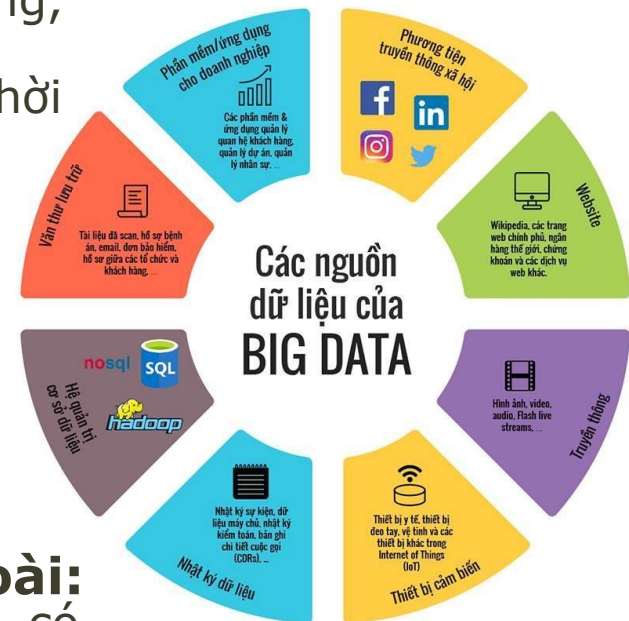 ng,
hời
Phần mềm/ứng dụng
cho doanh nghiệp
Các phần mềm &
ứng dụng quản lý
quan hệ khách hàng,
quản lý dự án, quản
lý nhân sự, ...
Phương tiện
truyền thông xã hội
f
in
Website
Wikipedia, các trang
web chính phủ, ngân
hàng thế giới, chứng
khoán và các dịch vụ
web khác.
Truyền thông
Hình ảnh, video,
audio, Flash live
streams, ...
Thiết bị y tế, thiết bị
đeo tay, vệ tinh và các
thiết bị khác trong
Internet of Things
(IoT)
Thiết bị cảm biến
Nhật ký sự kiện, dữ
liệu máy chủ, nhật ký
kiểm toán, bản ghi
chi tiết cuộc gọi
(CDRs), ...
Nhật ký dữ liệu
nosql
SQL
hadoop
Hệ quản trị
cơ sở dữ liệu
Văn thư lưu trữ
Tài liệu đã scan, hồ sơ bệnh
án, email, đơn bảo hiểm,
hồ sơ giữa các tổ chức và
khách hàng, ...
Các nguồn
dữ liệu của
BIG DATA
oài:
có